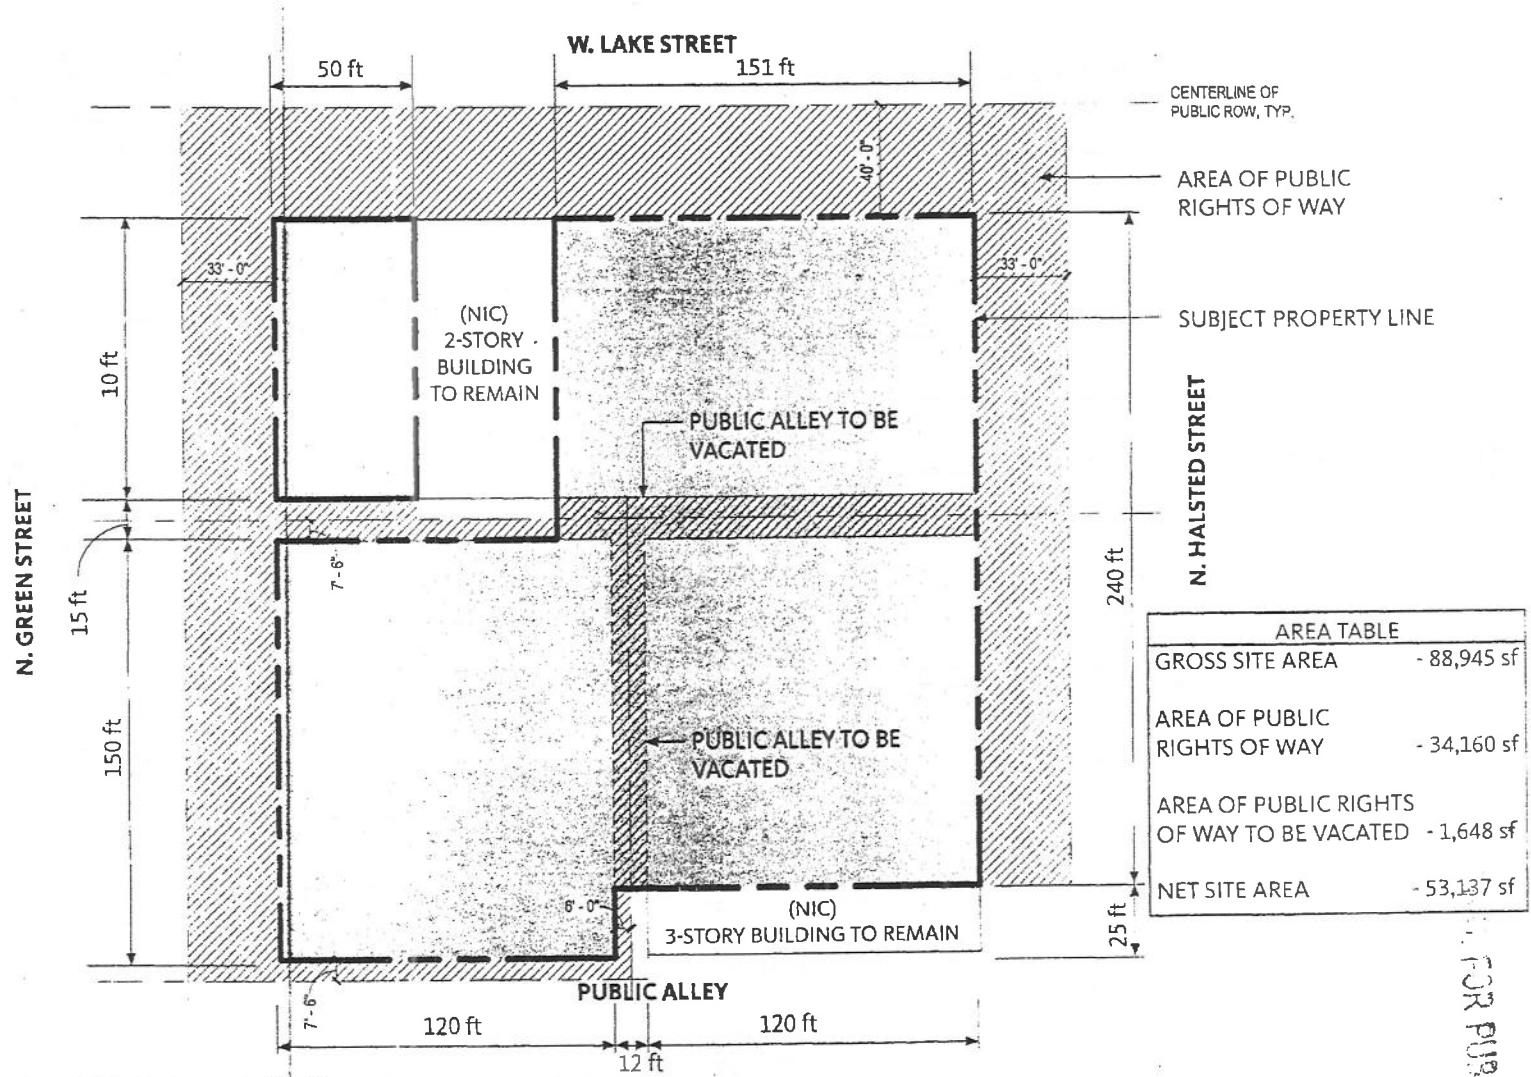 W. LAKE STREET
50 ft
151 ft
CENTERLINE OF
PUBLIC ROW, TYP.
40' - 0"
AREA OF PUBLIC
RIGHTS OF WAY
33' - 0"
33' - 0"
(NIC)
2-STORY
BUILDING
TO REMAIN
SUBJECT PROPERTY LINE
10 ft
PUBLIC ALLEY TO BE
VACATED
N. HALSTED STREET
N. GREEN STREET
7' - 6"
15 ft
240 ft
AREA TABLE
GROSS SITE AREA - 88,945 sf
AREA OF PUBLIC
RIGHTS OF WAY - 34,160 sf
AREA OF PUBLIC RIGHTS
OF WAY TO BE VACATED - 1,648 sf
NET SITE AREA - 53,137 sf
150 ft
PUBLIC ALLEY TO BE
VACATED
6' - 0"
(NIC)
3-STORY BUILDING TO REMAIN
25 ft
PUBLIC ALLEY
7' - 6"
120 ft
12 ft
120 ft
FOR PUB